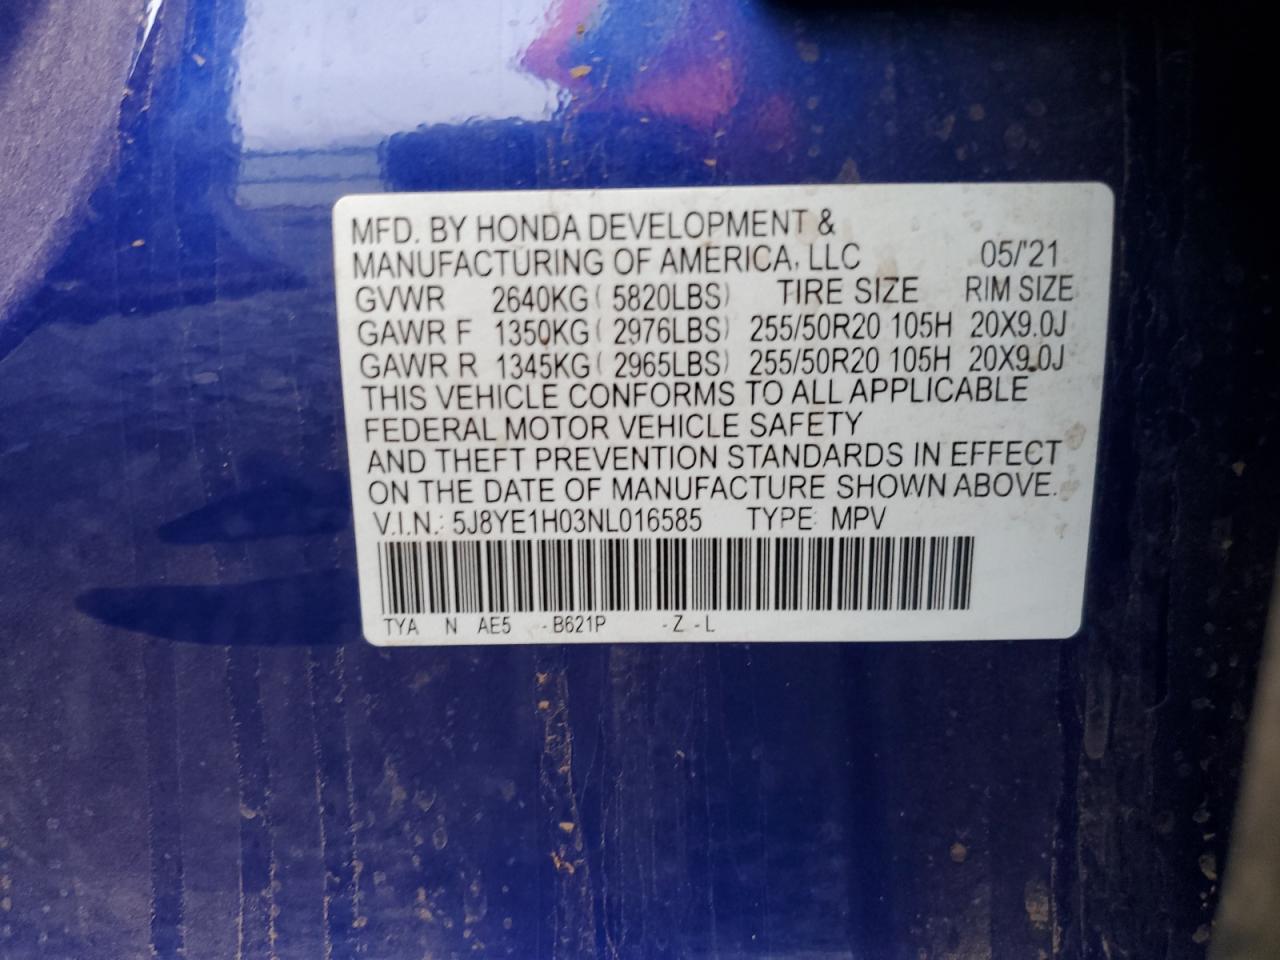 MFD. BY HONDA DEVELOPMENT &
MANUFACTURING OF AMERICA, LLC 05/'21
GVWR 2640KG ( 5820LBS) TIRE SIZE RIM SIZE
GAWR F 1350KG ( 2976LBS) 255/50R20 105H 20X9.0J
GAWR R 1345KG ( 2965LBS) 255/50R20 105H 20X9.0J
THIS VEHICLE CONFORMS TO ALL APPLICABLE
FEDERAL MOTOR VEHICLE SAFETY
AND THEFT PREVENTION STANDARDS IN EFFECT
ON THE DATE OF MANUFACTURE SHOWN ABOVE.
V.I.N.: 5J8YE1H03NL016585 TYPE: MPV
TYA N AE5 -B621P -Z -L